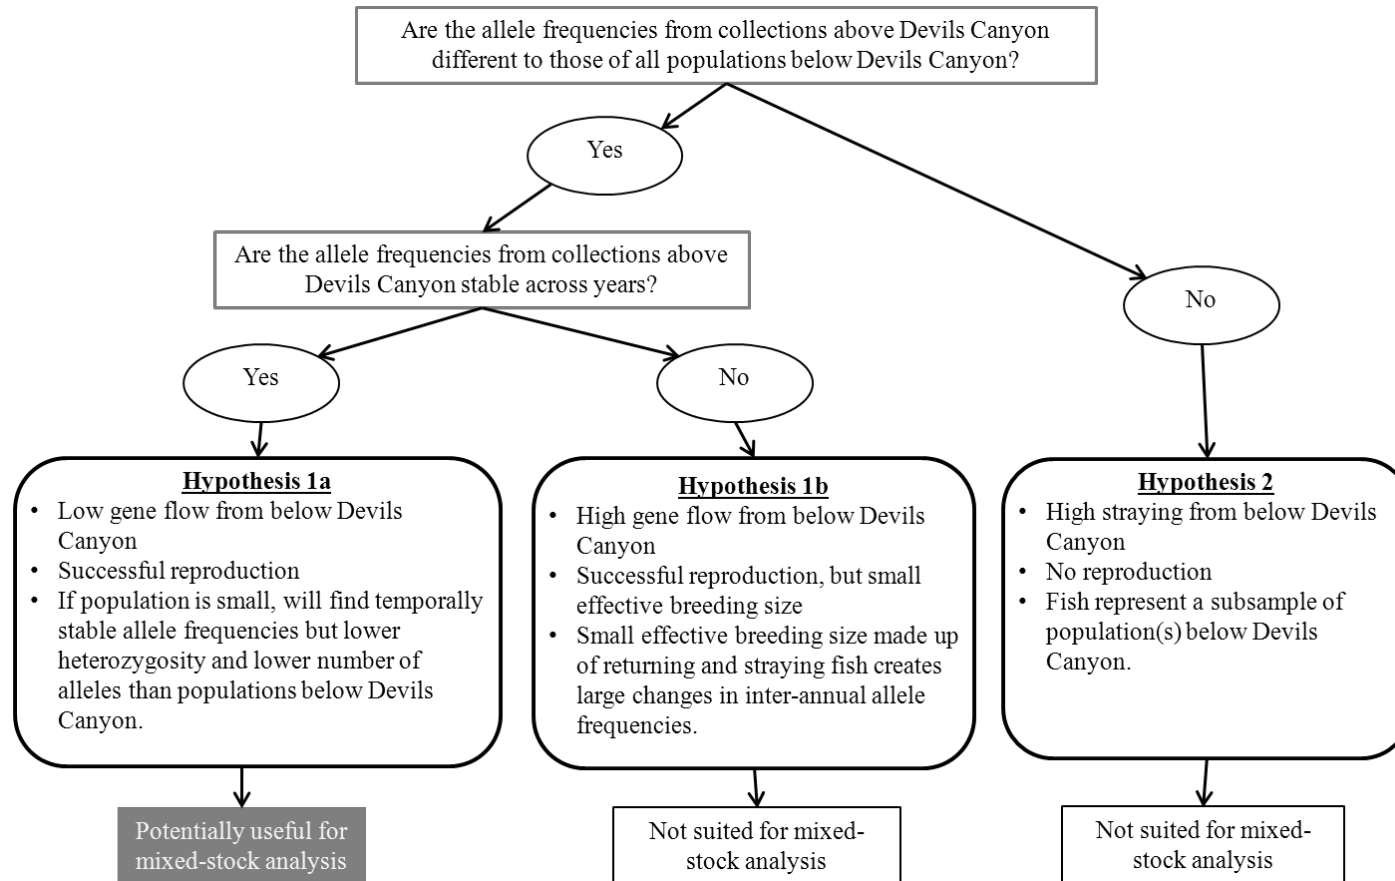 Are the allele frequencies from collections above Devils Canyon
different to those of all populations below Devils Canyon?
Yes
Are the allele frequencies from collections above
Devils Canyon stable across years?
No
Yes
No
Hypothesis 1a
• Low gene flow from below Devils
Canyon
• Successful reproduction
• If population is small, will find temporally
stable allele frequencies but lower
heterozygosity and lower number of
alleles than populations below Devils
Canyon.
Hypothesis 1b
• High gene flow from below Devils
Canyon
• Successful reproduction, but small
effective breeding size
• Small effective breeding size made up
of returning and straying fish creates
large changes in inter-annual allele
frequencies.
Hypothesis 2
• High straying from below Devils
Canyon
• No reproduction
• Fish represent a subsample of
population(s) below Devils
Canyon.
Potentially useful for
mixed-stock analysis
Not suited for mixed-
stock analysis
Not suited for mixed-
stock analysis